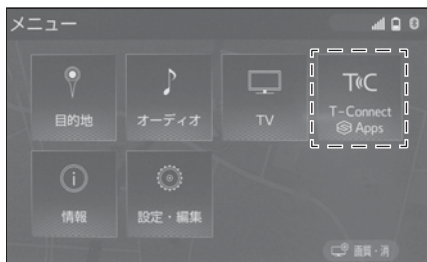 メニュー
目的地
オーディオ
TV
T«C
T-Connect
Apps
情報
設定・編集
画質・消